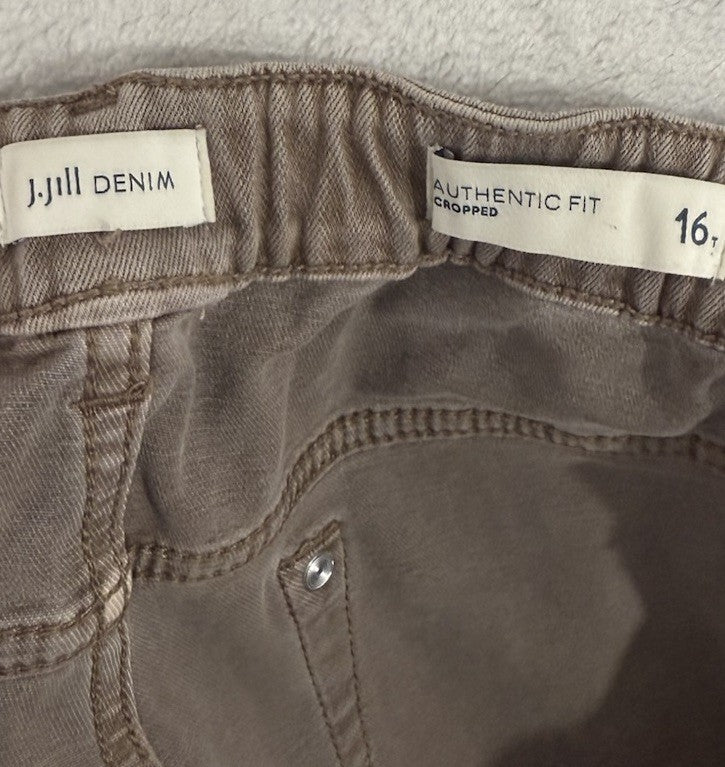 J.Jill DENIM
AUTHENTIC FIT
CROPPED
16T